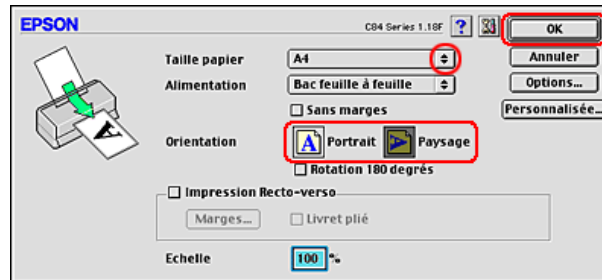 EPSON
C84 Series 1.18F
?
OK
Taille papier
A4
Annuler
Alimentation
Bac feuille à feuille
Options...
Sans marges
Personnalisée...
Orientation
A Portrait A Paysage
Rotation 180 degrés
Impression Recto-verso
Marges...
Livret plié
Echelle
100 %
A